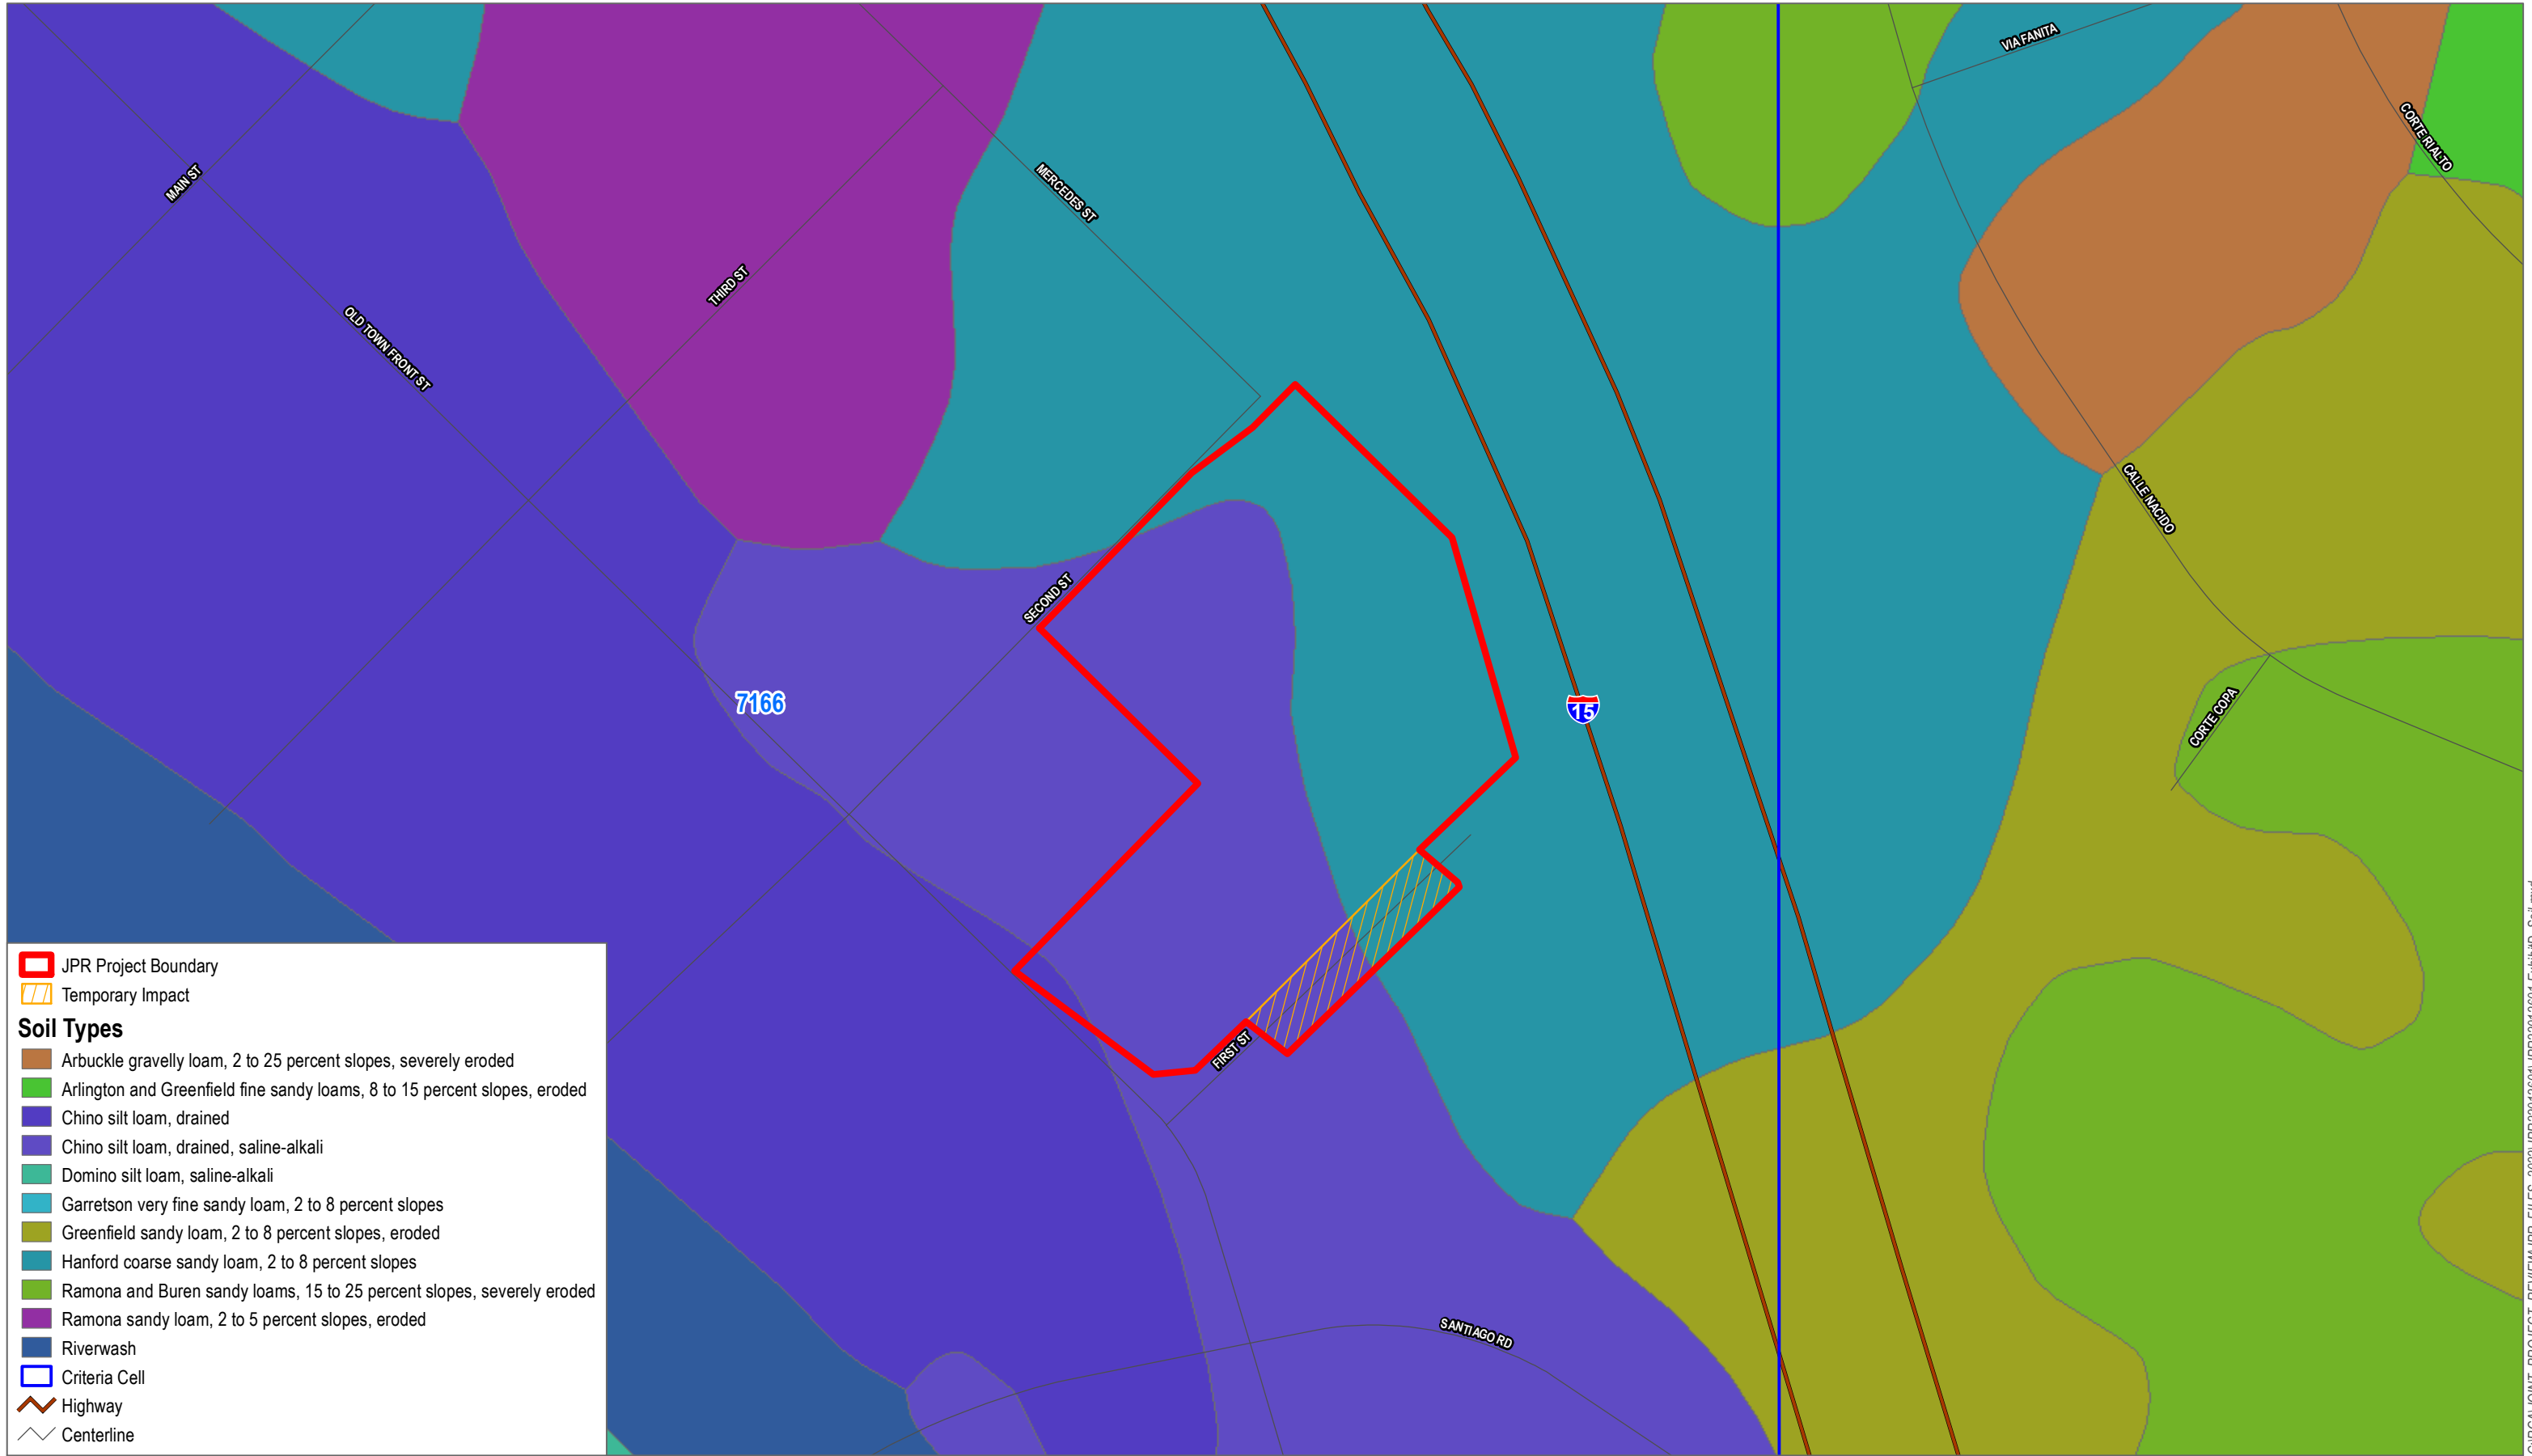 VIA FANITA
CORTE RIALTO
MAIN ST
MERCEDES ST
THIRD ST
OLD TOWN FRONT ST
CALLE NACIDO
SECOND ST
7166
15
CORTE COPA
FIRST ST
SANTIAGO RD
JPR Project Boundary
Temporary Impact
Soil Types
Arbuckle gravelly loam, 2 to 25 percent slopes, severely eroded
Arlington and Greenfield fine sandy loams, 8 to 15 percent slopes, eroded
Chino silt loam, drained
Chino silt loam, drained, saline-alkali
Domino silt loam, saline-alkali
Garretson very fine sandy loam, 2 to 8 percent slopes
Greenfield sandy loam, 2 to 8 percent slopes, eroded
Hanford coarse sandy loam, 2 to 8 percent slopes
Ramona and Buren sandy loams, 15 to 25 percent slopes, severely eroded
Ramona sandy loam, 2 to 5 percent slopes, eroded
Riverwash
Criteria Cell
Highway
Centerline